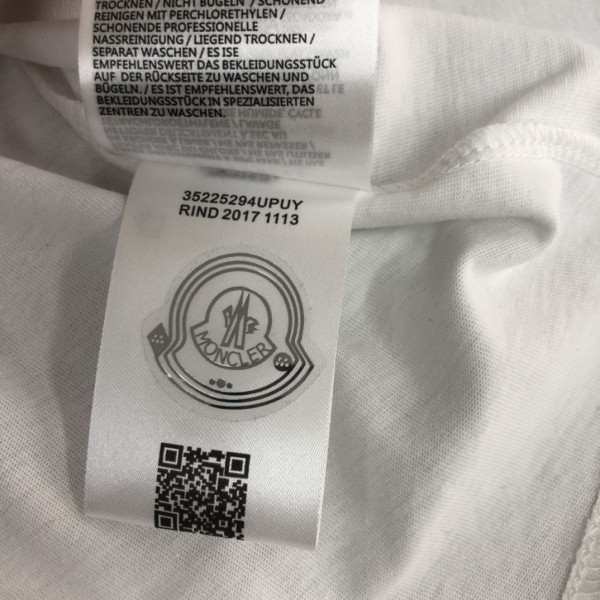 TROCKNEN / NICHT BÜGELN / SCHONEND
REINIGEN MIT PERCHLORETHYLEN /
SCHONENDE PROFESSIONELLE
NASSREINIGUNG / LIEGEND TROCKNEN /
SEPARAT WASCHEN / ES ISE
EMPFEHLENSWERT DAS BEKLEIDUNGSSTÜCK
AUF DER RÜCKSEITE ZU WASCHEN UND
BÜGELN. / ES IST EMPFEHLENSWERT, DAS
BEKLEIDUNGSSTÜCK IN SPEZIALISIERTEN
ZENTREN ZU WASCHEN.
35225294UPUY
RIND 2017 1113
MONCLER